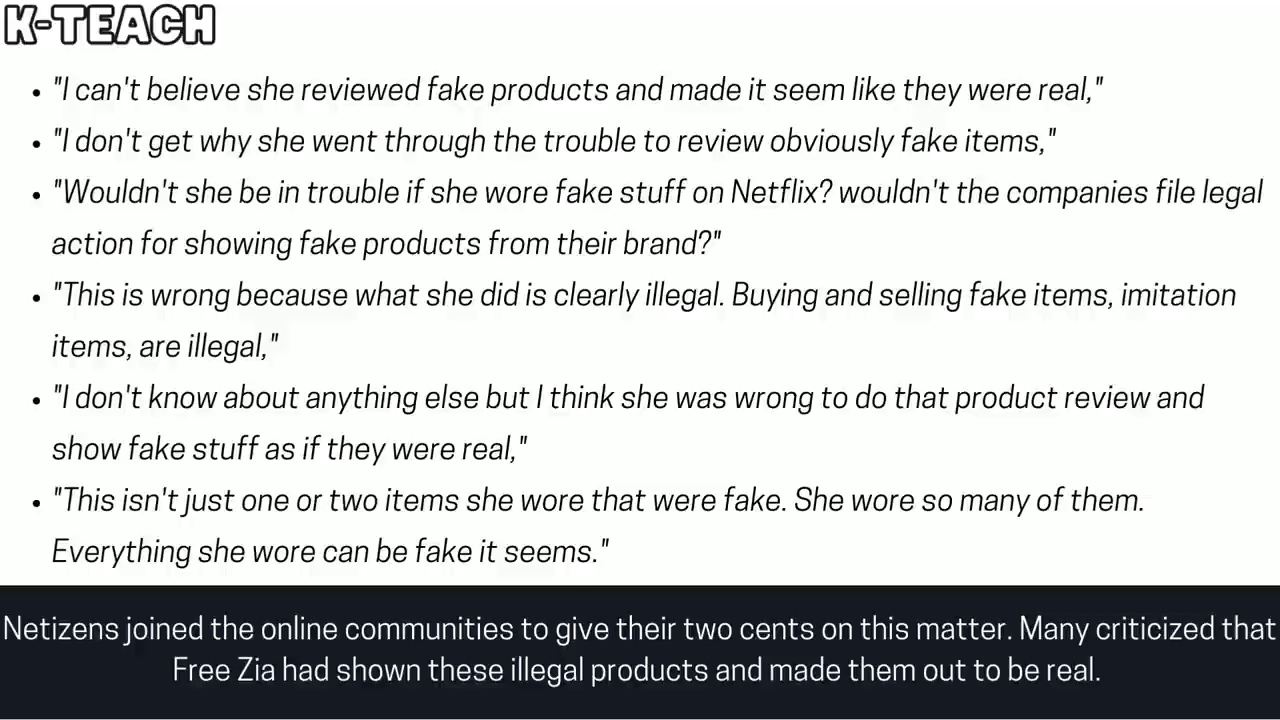 K-TEACH
• "I can't believe she reviewed fake products and made it seem like they were real,"
• "I don't get why she went through the trouble to review obviously fake items,"
• "Wouldn't she be in trouble if she wore fake stuff on Netflix? wouldn't the companies file legal
action for showing fake products from their brand?"
• "This is wrong because what she did is clearly illegal. Buying and selling fake items, imitation
items, are illegal,"
• "I don't know about anything else but I think she was wrong to do that product review and
show fake stuff as if they were real,"
• "This isn't just one or two items she wore that were fake. She wore so many of them.
Everything she wore can be fake it seems."
Netizens joined the online communities to give their two cents on this matter. Many criticized that
Free Zia had shown these illegal products and made them out to be real.